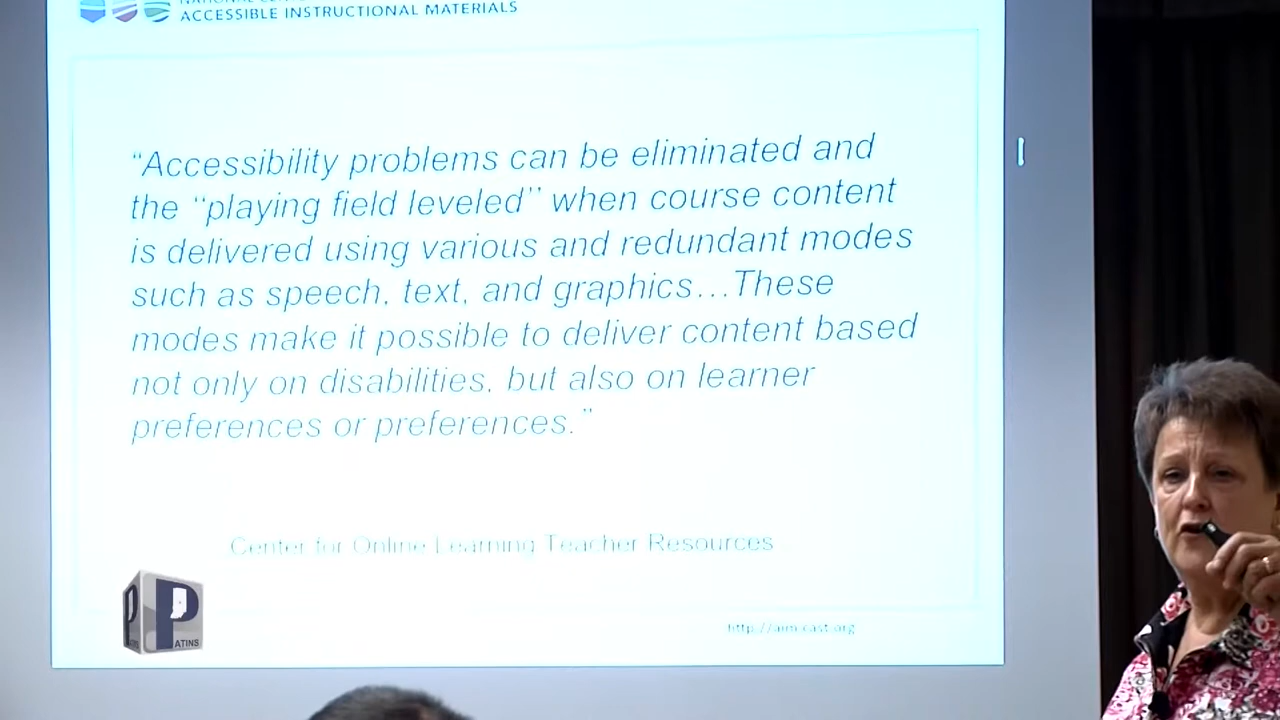 ACCESSIBLE INSTRUCTIONAL MATERIALS
“Accessibility problems can be eliminated and
the “playing field leveled” when course content
is delivered using various and redundant modes
such as speech, text, and graphics...These
modes make it possible to deliver content based
not only on disabilities, but also on learner
preferences or preferences.”
Center for Online Learning Teacher Resources
P
P
ATINS
http://aim.cast.org